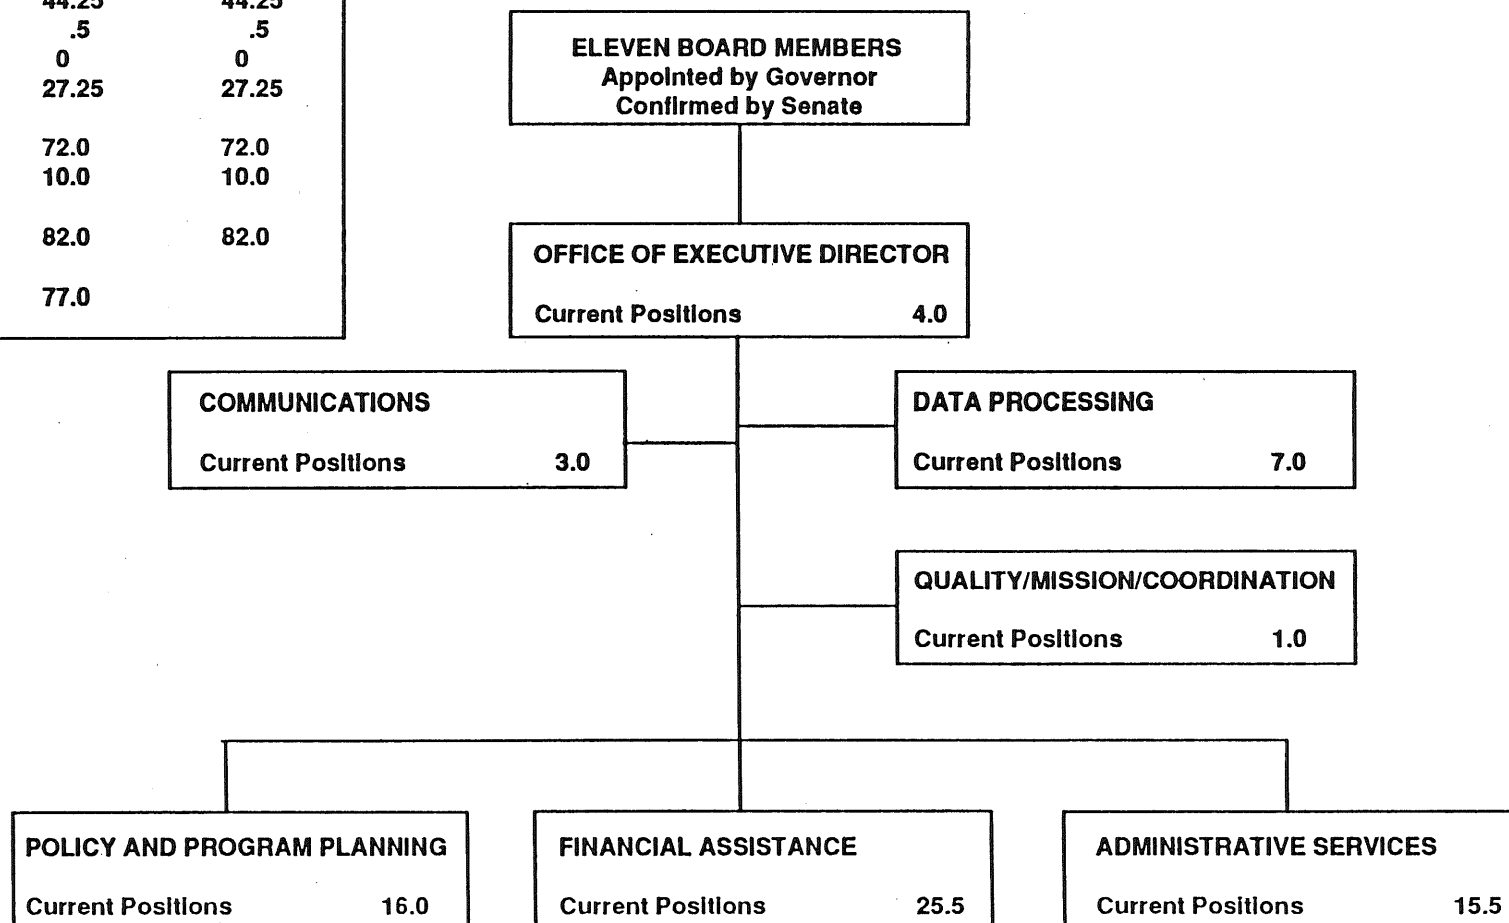 44.25 44.25
.5 .5
0 0
27.25 27.25
72.0 72.0
10.0 10.0
82.0 82.0
77.0
ELEVEN BOARD MEMBERS
Appointed by Governor
Confirmed by Senate
OFFICE OF EXECUTIVE DIRECTOR
Current Positions 4.0
COMMUNICATIONS
Current Positions 3.0
DATA PROCESSING
Current Positions 7.0
QUALITY/MISSION/COORDINATION
Current Positions 1.0
POLICY AND PROGRAM PLANNING
Current Positions 16.0
FINANCIAL ASSISTANCE
Current Positions 25.5
ADMINISTRATIVE SERVICES
Current Positions 15.5